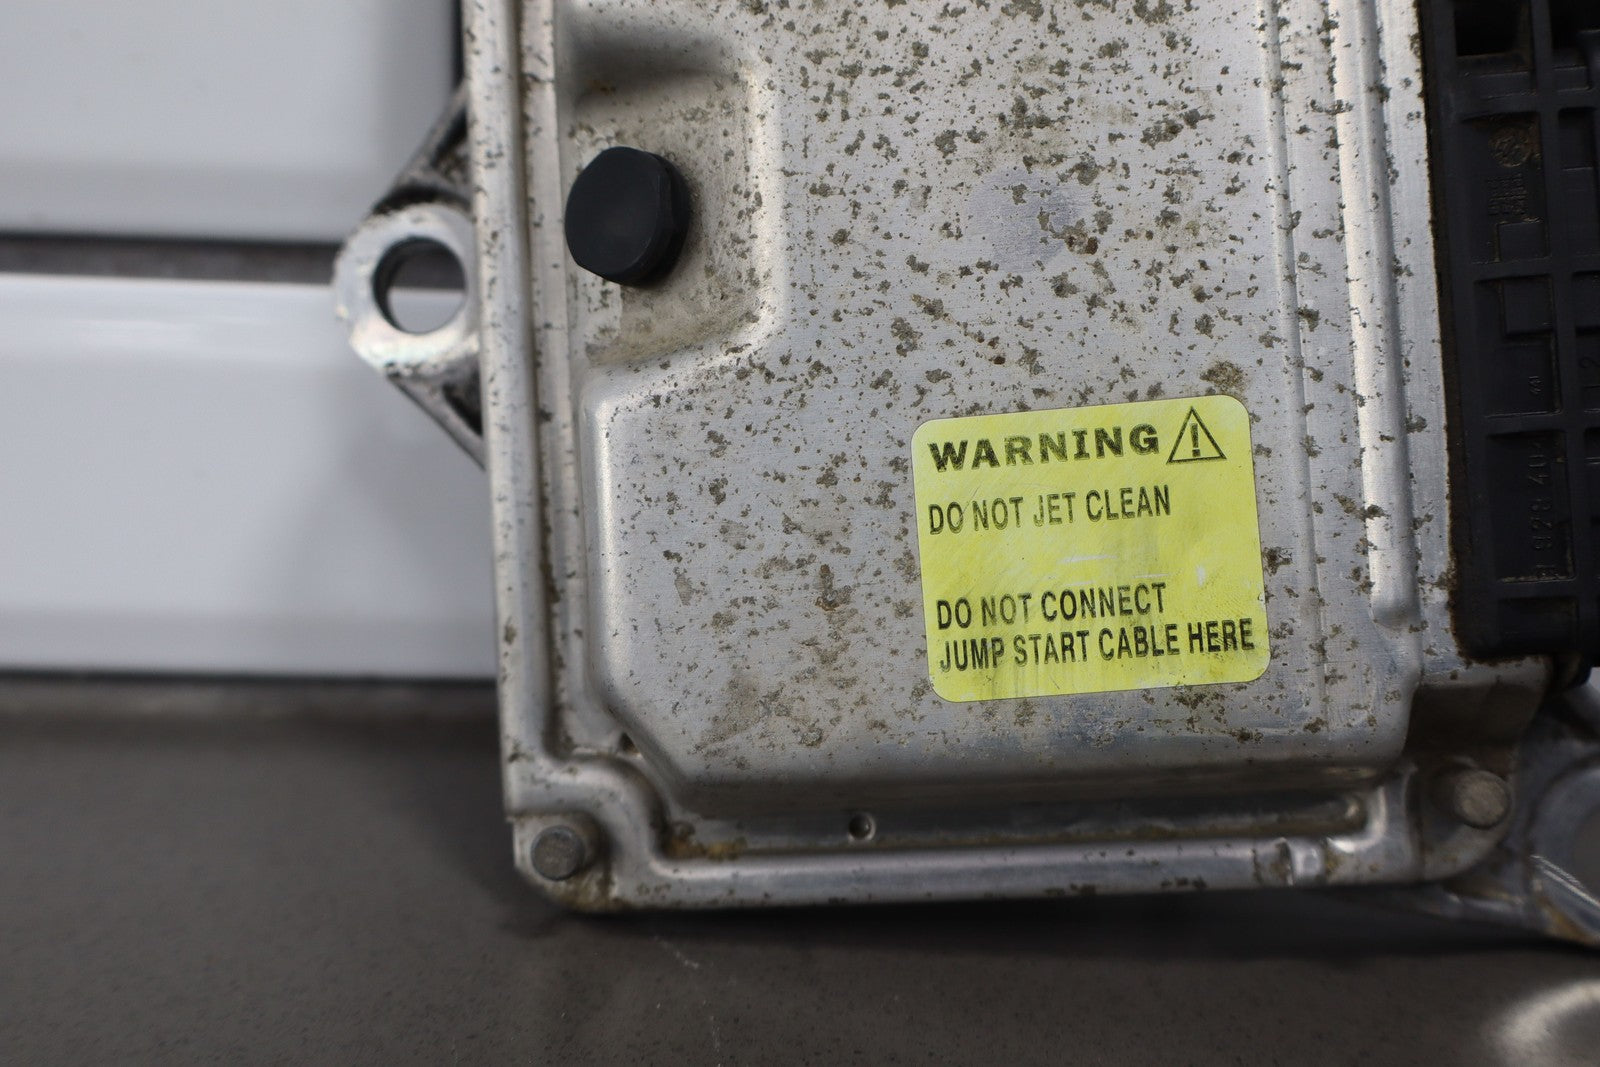 WARNING
DO NOT JET CLEAN
DO NOT CONNECT
JUMP START CABLE HERE